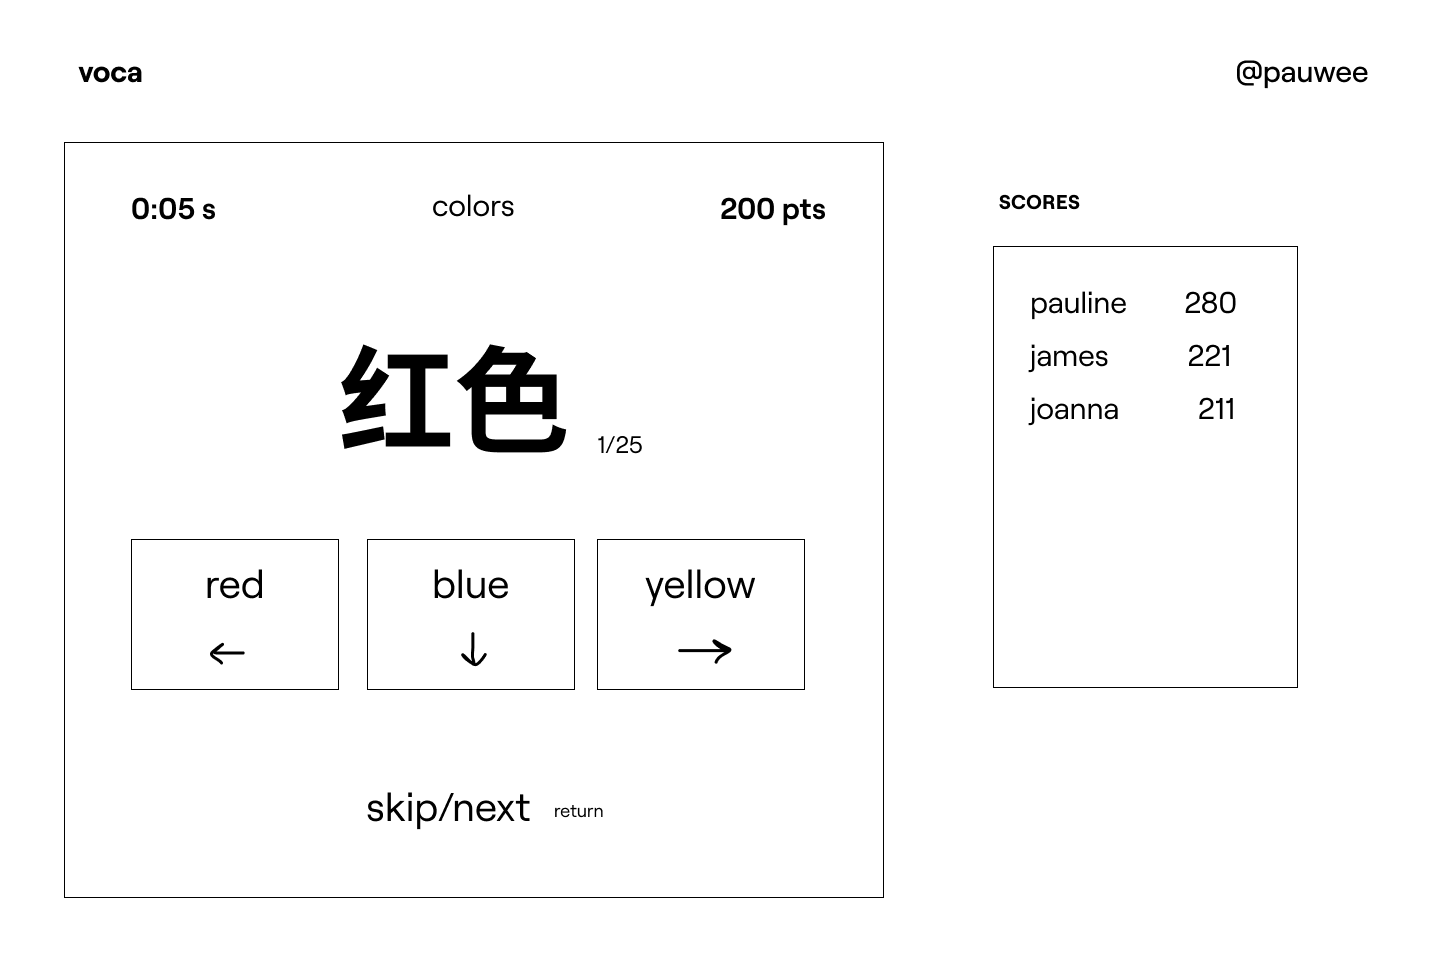 voca
@pauwee
0:05 s
colors
200 pts
红色
1/25
red
blue
yellow
←
↓
→
skip/next
return
SCORES
pauline 280
james 221
joanna 211